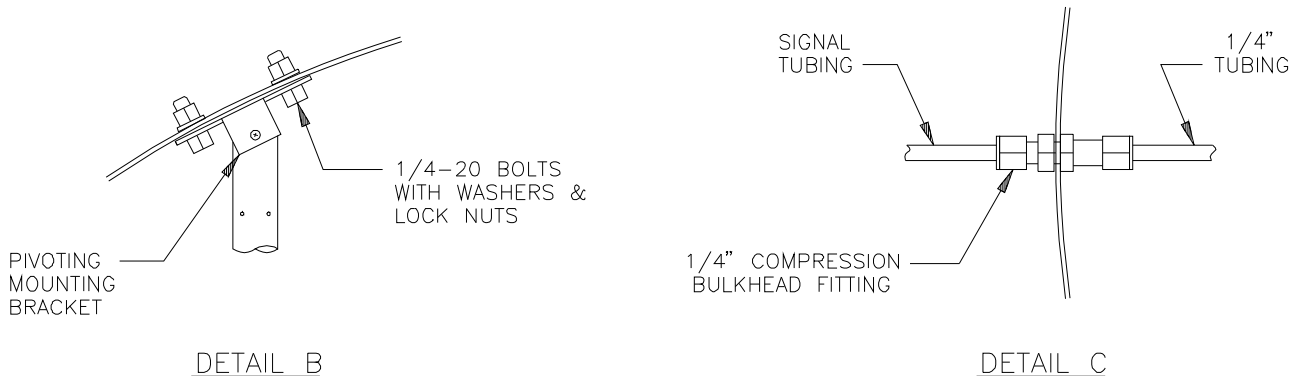 1/4-20 BOLTS
WITH WASHERS &
LOCK NUTS
PIVOTING
MOUNTING
BRACKET
DETAIL B
SIGNAL
TUBING
1/4"
TUBING
1/4" COMPRESSION
BULKHEAD FITTING
DETAIL C